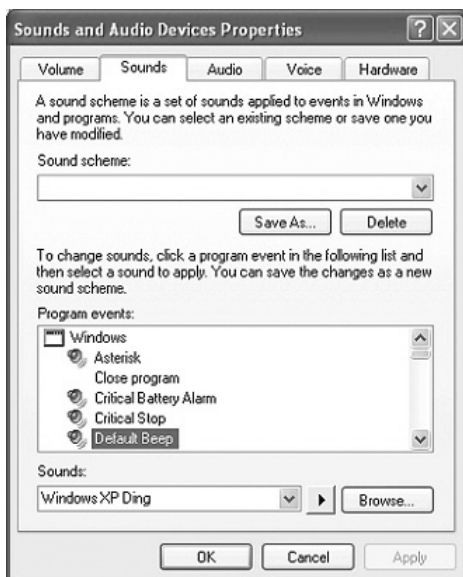 Sounds and Audio Devices Properties
Volume Sounds Audio Voice Hardware
A sound scheme is a set of sounds applied to events in Windows
and programs. You can select an existing scheme or save one you
have modified.
Sound scheme:
Save As... Delete
To change sounds, click a program event in the following list and
then select a sound to apply. You can save the changes as a new
sound scheme.
Program events:
Windows
Asterisk
Close program
Critical Battery Alarm
Critical Stop
Default Beep
Sounds:
Windows XP Ding Browse...
OK Cancel Apply